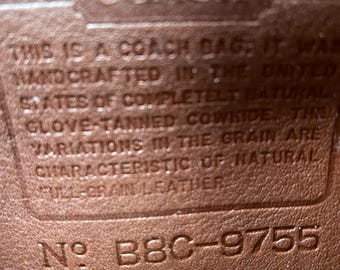 THIS IS A COACH BAG. IT WAS
HANDCRAFTED IN THE UNITED
STATES OF COMPLETELY NATURAL
GLOVE-TANNED COWHIDE. THE
VARIATIONS IN THE GRAIN ARE
CHARACTERISTIC OF NATURAL
FULL-GRAIN LEATHER.
Nº B8C-9755